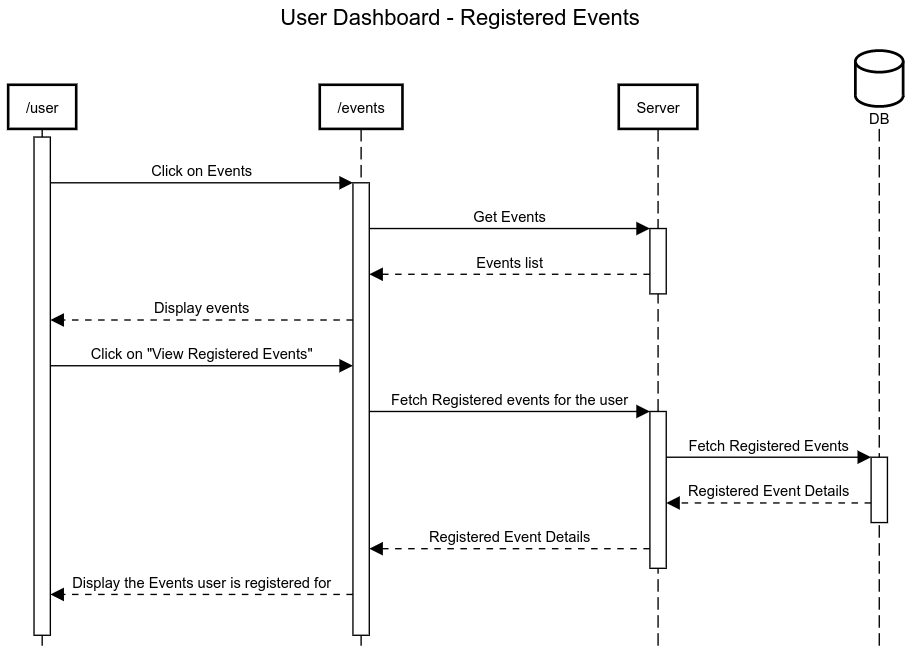 User Dashboard - Registered Events
/user
/events
Server
DB
Click on Events
Get Events
Events list
Display events
Click on "View Registered Events"
Fetch Registered events for the user
Fetch Registered Events
Registered Event Details
Registered Event Details
Display the Events user is registered for